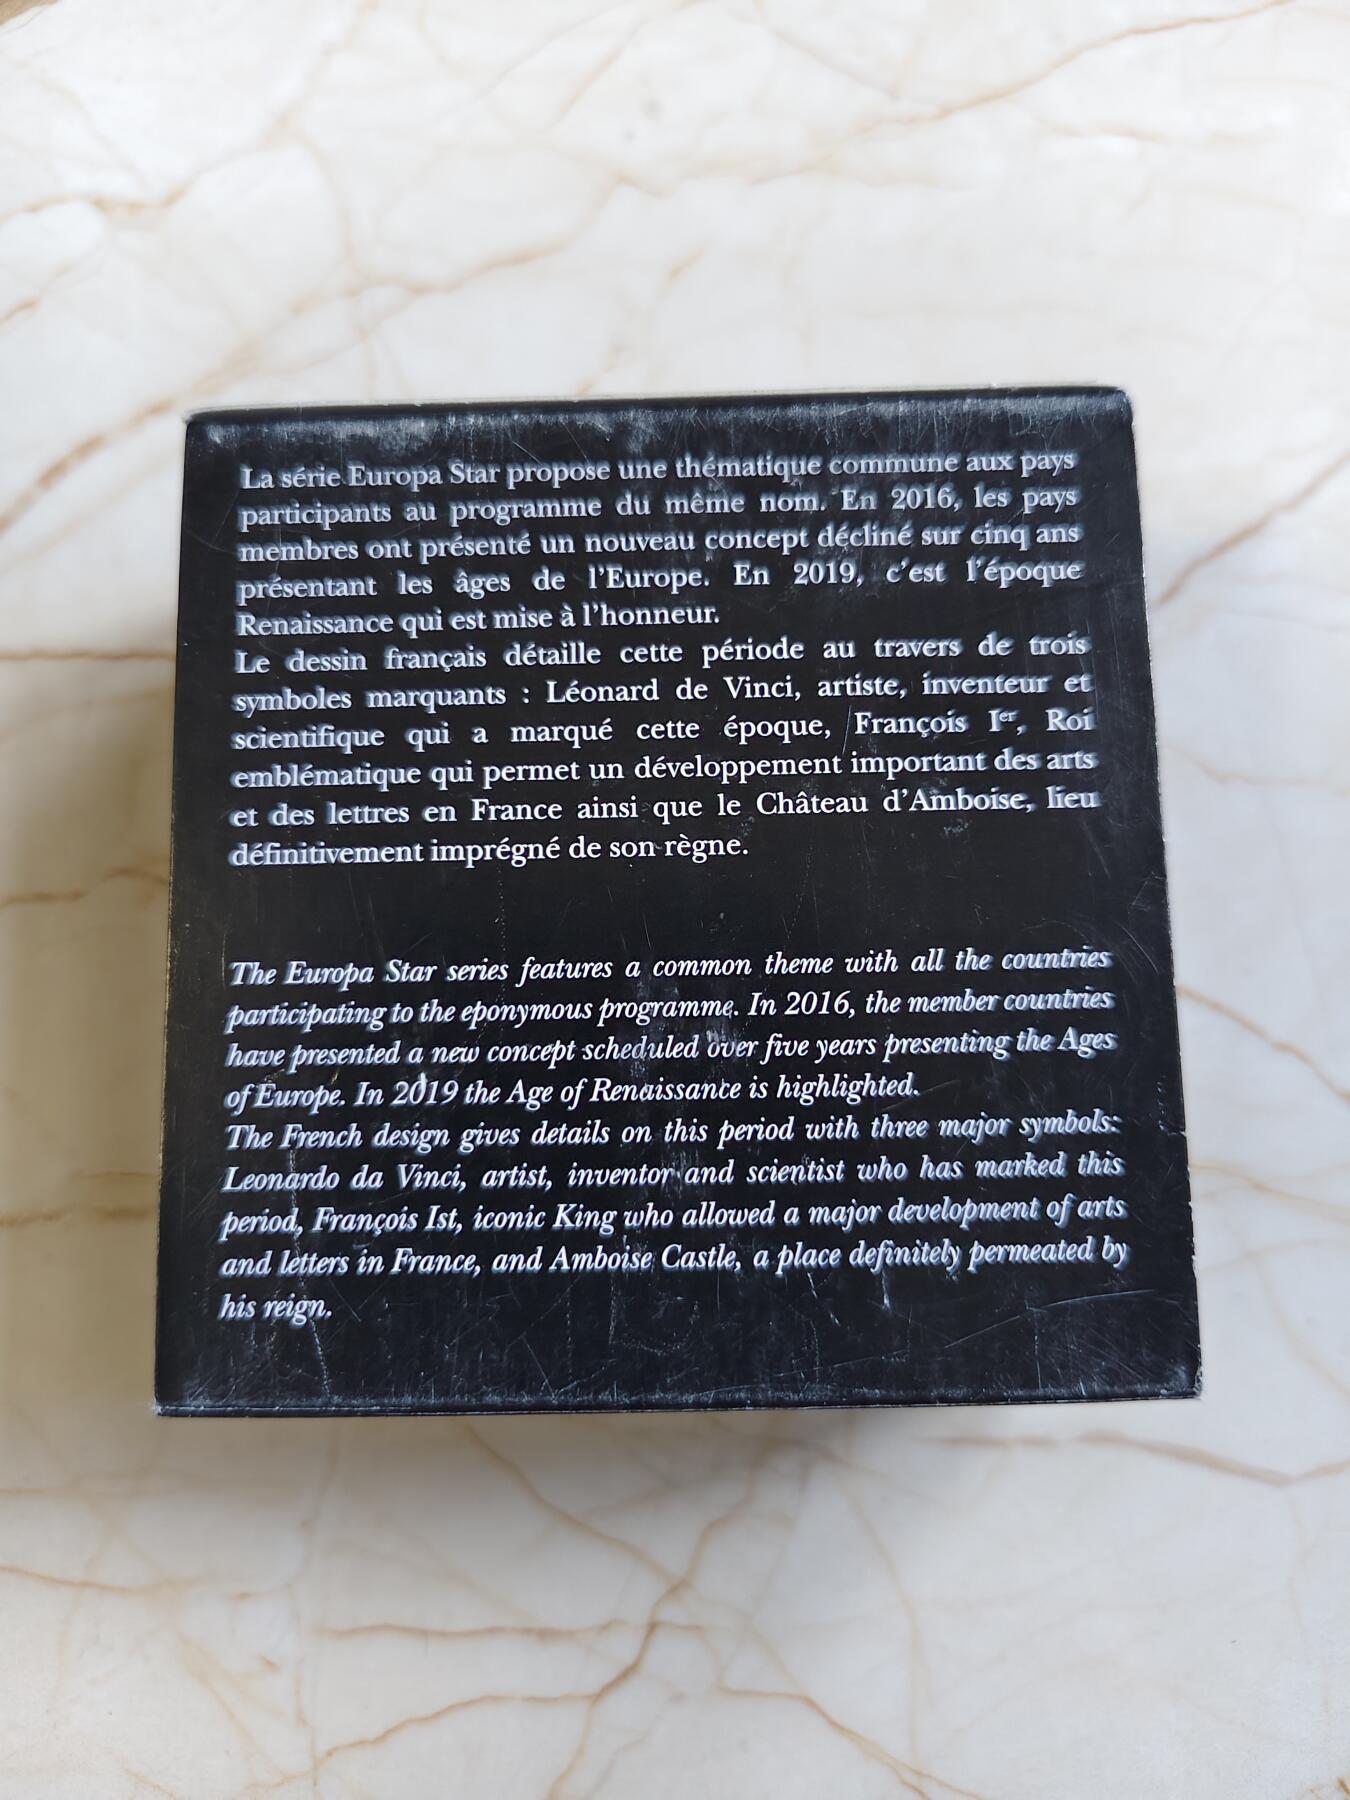 La série Europa Star propose une thématique commune aux pays
participants au programme du même nom. En 2016, les pays
membres ont présenté un nouveau concept décliné sur cinq ans
présentant les âges de l'Europe. En 2019, c'est l'époque
Renaissance qui est mise à l'honneur.
Le dessin français détaille cette période au travers de trois
symboles marquants : Léonard de Vinci, artiste, inventeur et
scientifique qui a marqué cette époque, François Ier, Roi
emblématique qui permet un développement important des arts
et des lettres en France ainsi que le Château d'Amboise, lieu
définitivement imprégné de son règne.
The Europa Star series features a common theme with all the countries
participating to the eponymous programme. In 2016, the member countries
have presented a new concept scheduled over five years presenting the Ages
of Europe. In 2019 the Age of Renaissance is highlighted.
The French design gives details on this period with three major symbols:
Leonardo da Vinci, artist, inventor and scientist who has marked this
period, François Ist, iconic King who allowed a major development of arts
and letters in France, and Amboise Castle, a place definitely permeated by
his reign.